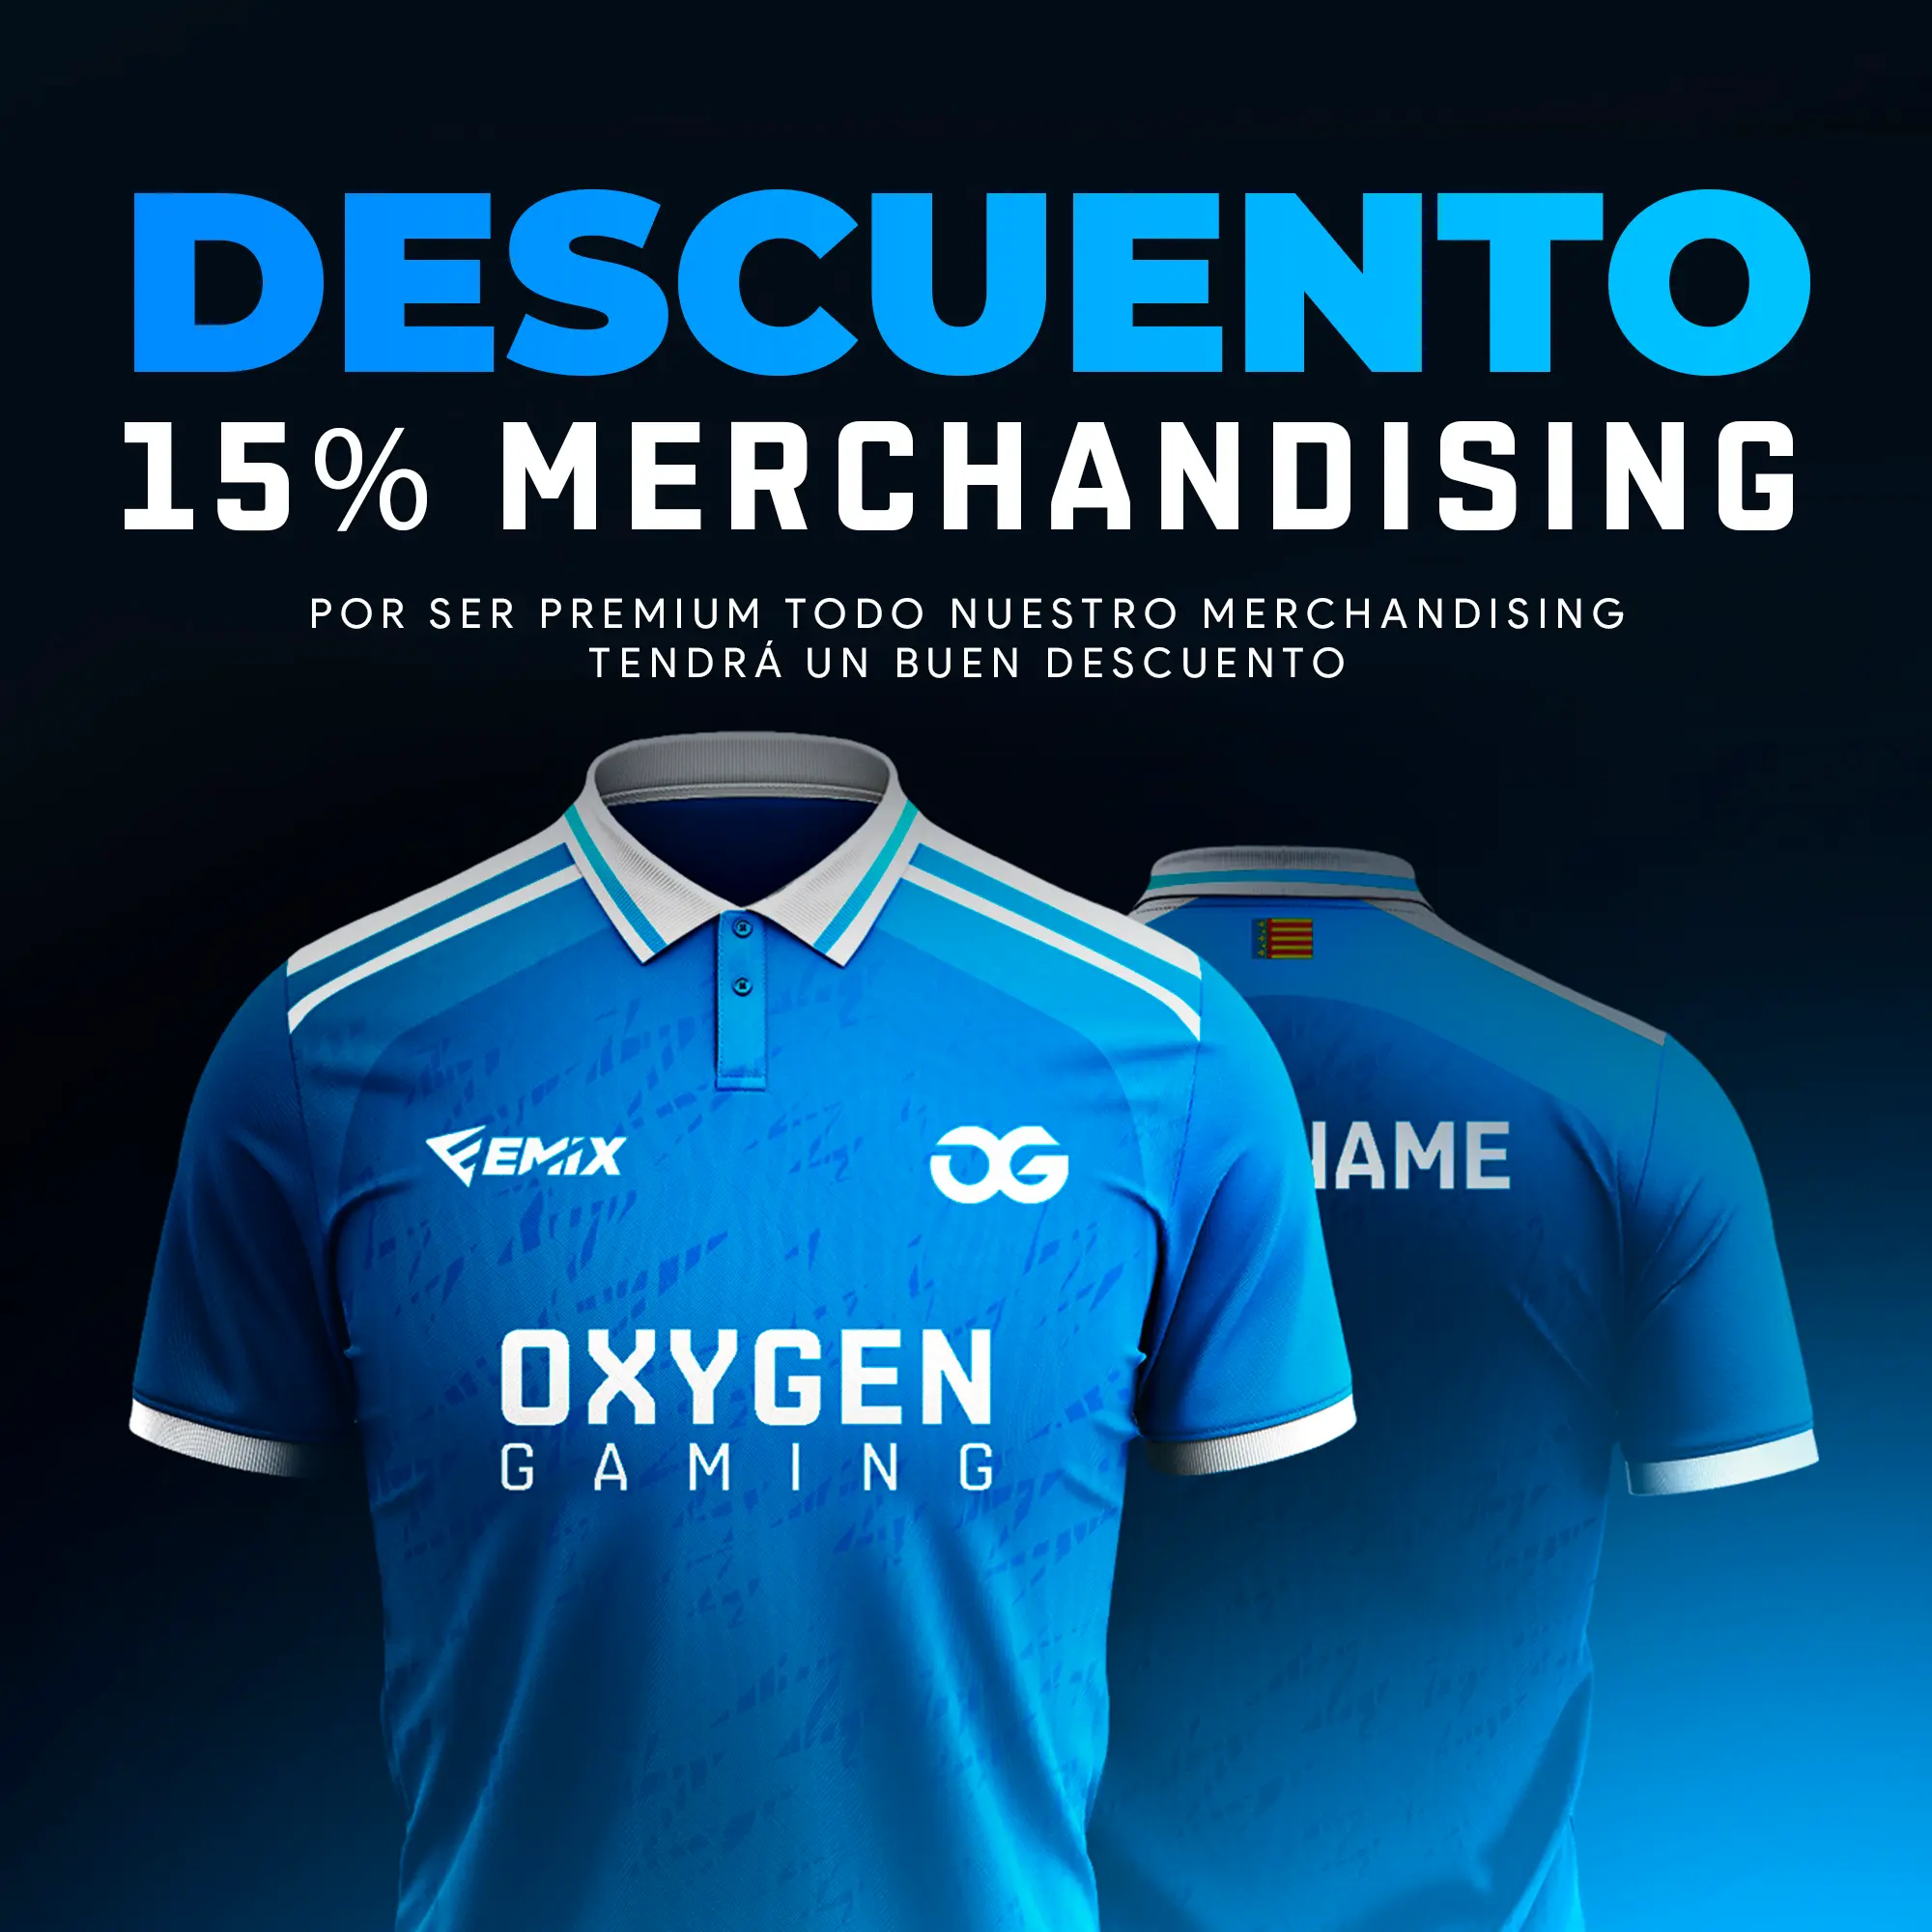 DESCUENTO
15% MERCHANDISING
POR SER PREMIUM TODO NUESTRO MERCHANDISING
TENDRÁ UN BUEN DESCUENTO
EMIX
OG
AME
OXYGEN
GAMING